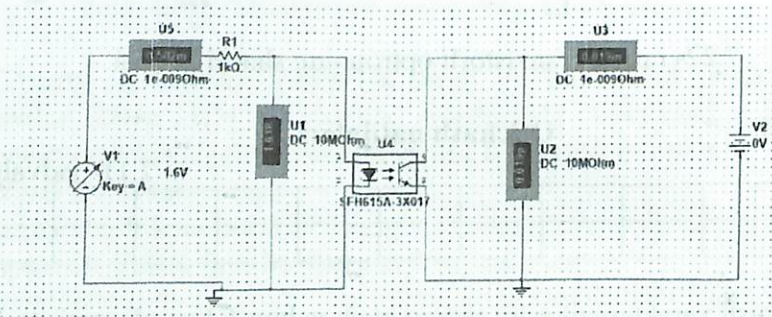 U5
DC 1e-009Ohm
R1
1kΩ
U1
DC 10MOhm
V1
Key = A
1.6V
U4
SFH615A-3X017
U3
DC 1e-009Ohm
U2
DC 10MOhm
V2
0V